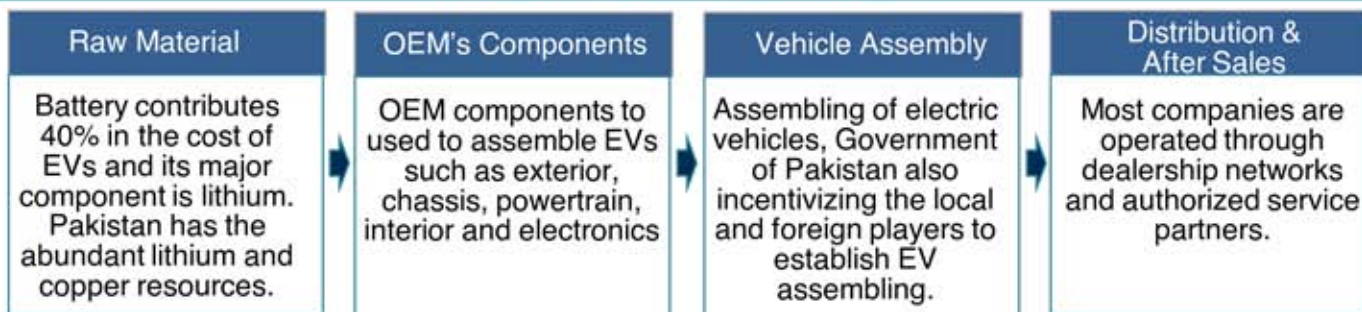 Raw Material
Battery contributes
40% in the cost of
EVs and its major
component is lithium.
Pakistan has the
abundant lithium and
copper resources.
OEM's Components
OEM components to
used to assemble EVs
such as exterior,
chassis, powertrain,
interior and electronics
Vehicle Assembly
Assembling of electric
vehicles, Government
of Pakistan also
incentivizing the local
and foreign players to
establish EV
assembling.
Distribution &
After Sales
Most companies are
operated through
dealership networks
and authorized service
partners.